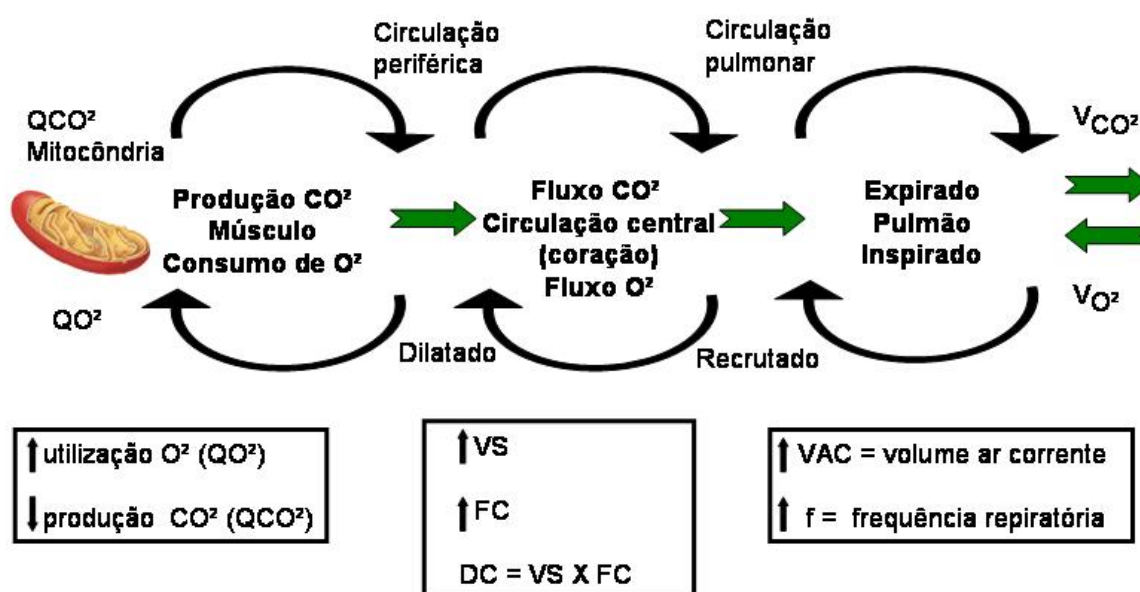 Circulação
periférica
Circulação
pulmonar
QCO²
Mitocôndria
V_CO²
Produção CO²
Músculo
Consumo de O²
Fluxo CO²
Circulação central
(coração)
Fluxo O²
Expirado
Pulmão
Inspirado
QO²
V_O²
Dilatado
Recrutado
↑utilização O² (QO²)
↓produção CO² (QCO²)
↑VS
↑FC
DC = VS X FC
↑ VAC = volume ar corrente
↑ f = frequência repiratória